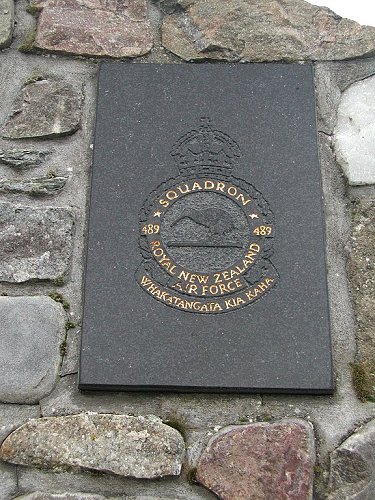 SQUADRON
489 489
ROYAL NEW ZEALAND
AIR FORCE
WHAKATANGATA KIA KAHA